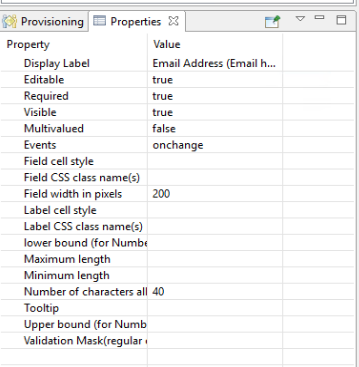 Provisioning Properties
Property Value
Display Label Email Address (Email h...
Editable true
Required true
Visible true
Multivalued false
Events onchange
Field cell style
Field CSS class name(s)
Field width in pixels 200
Label cell style
Label CSS class name(s)
lower bound (for Numbe
Maximum length
Minimum length
Number of characters all 40
Tooltip
Upper bound (for Numb
Validation Mask(regular